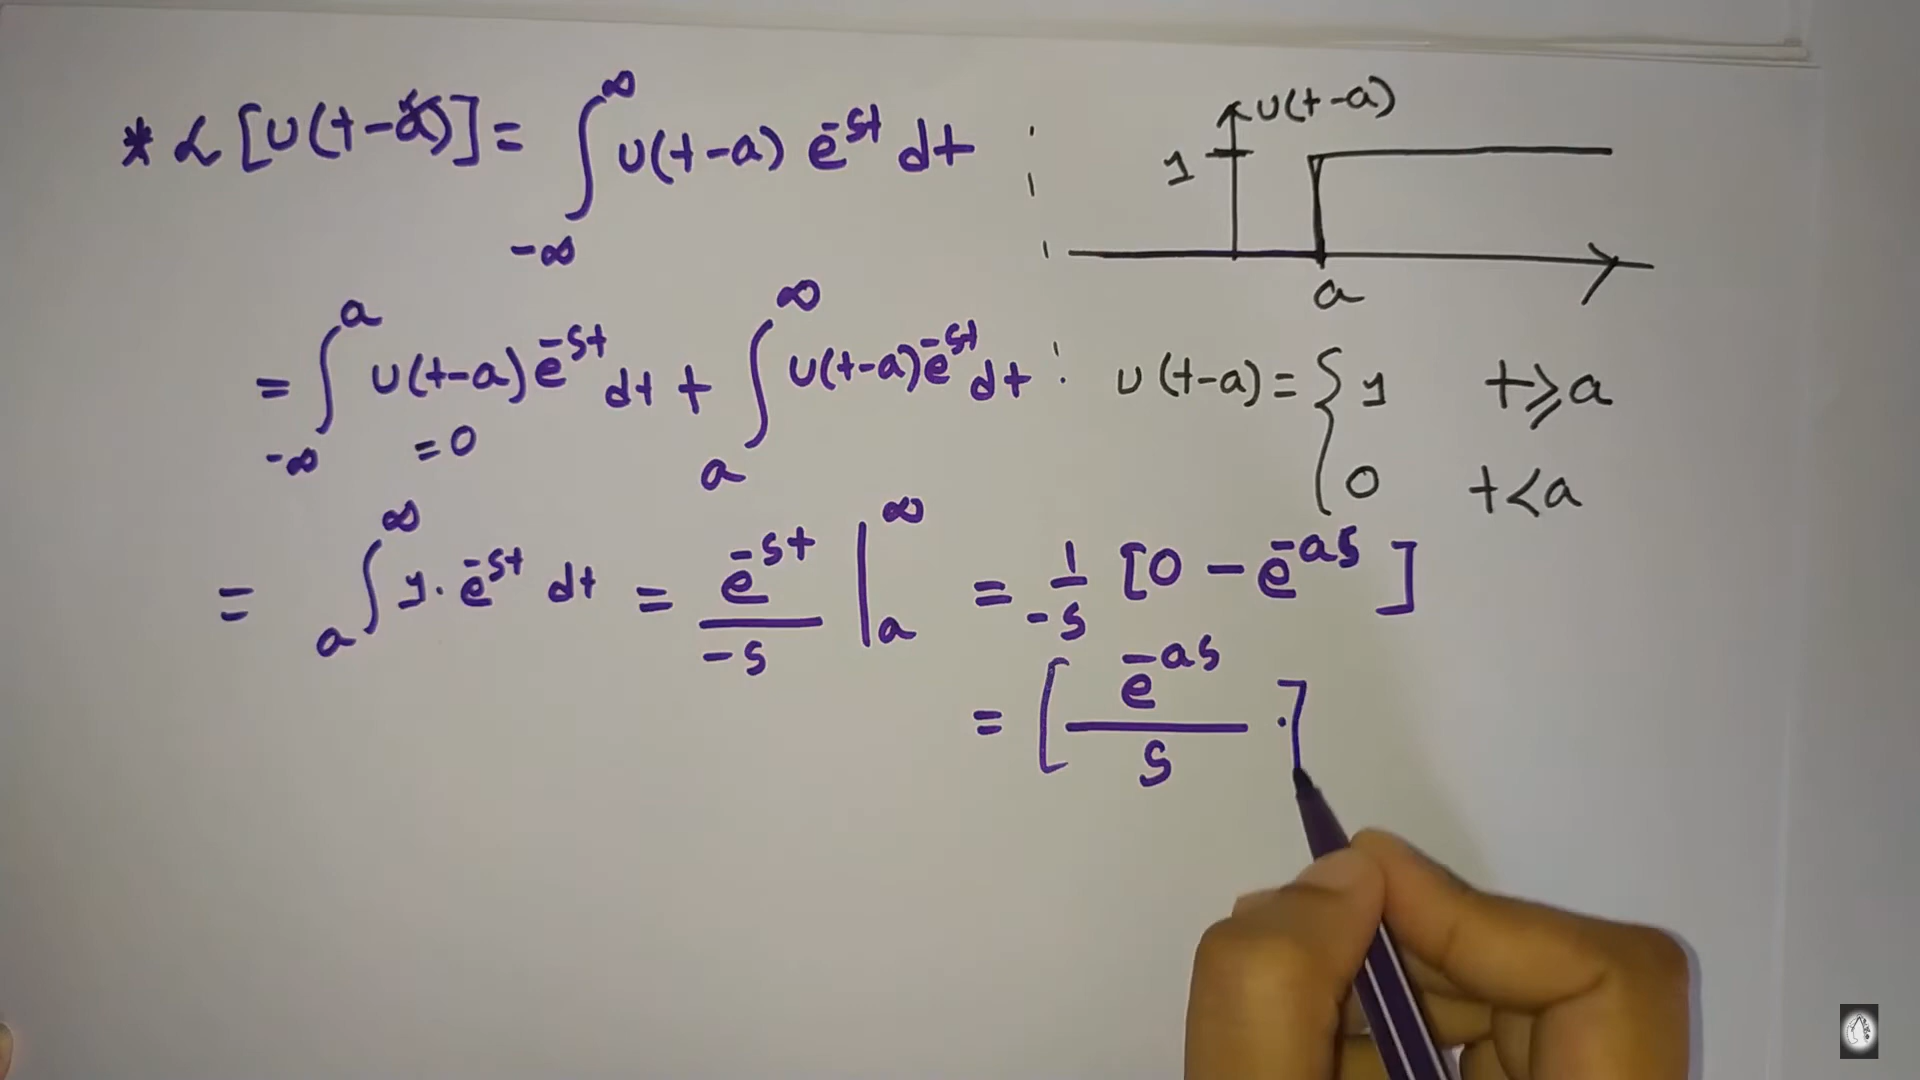 * ℒ[u(t-a)] = ∫_{-∞}^{∞} u(t-a) e^{-st} dt
u(t-a)
1
a
= ∫_{-∞}^{a} u(t-a) e^{-st} dt + ∫_{a}^{∞} u(t-a) e^{-st} dt
=0
u(t-a) = { 1 t≥a
0 t<a
= ∫_{a}^{∞} 1. e^{-st} dt = e^{-st}/-s |_{a}^{∞} = 1/-s [0 - e^{-as}]
= [e^{-as}/s .]